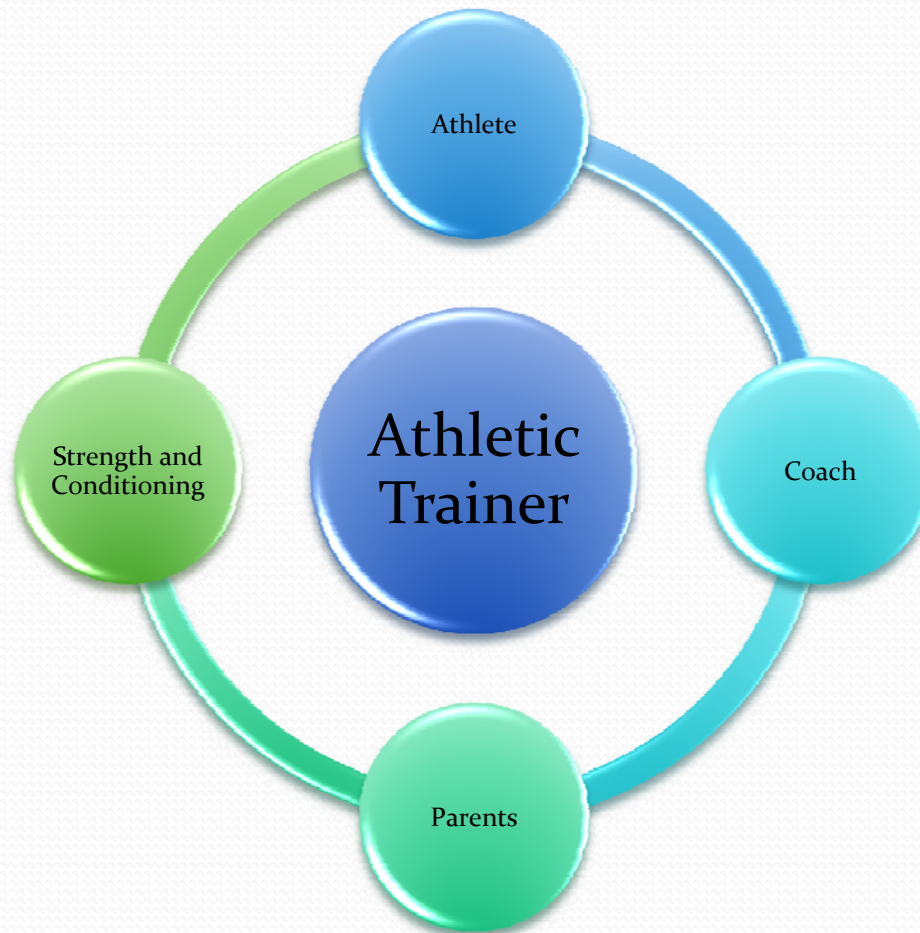 Athlete
Strength and
Conditioning
Athletic
Trainer
Coach
Parents